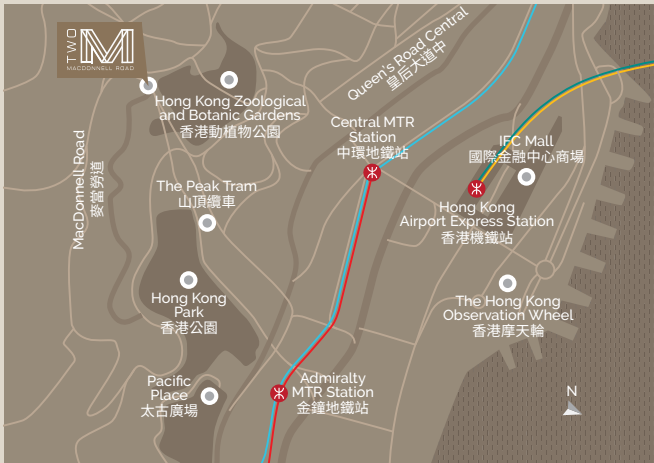 TWO
M
MACDONNELL ROAD
Queen's Road Central
皇后大道中
Hong Kong Zoological
and Botanic Gardens
香港動植物公園
Central MTR
Station
中環地鐵站
IFC Mall
國際金融中心商場
MacDonnell Road
麥當勞道
The Peak Tram
山頂纜車
Hong Kong
Airport Express Station
香港機鐵站
Hong Kong
Park
香港公園
The Hong Kong
Observation Wheel
香港摩天輪
Pacific
Place
太古廣場
Admiralty
MTR Station
金鐘地鐵站
N